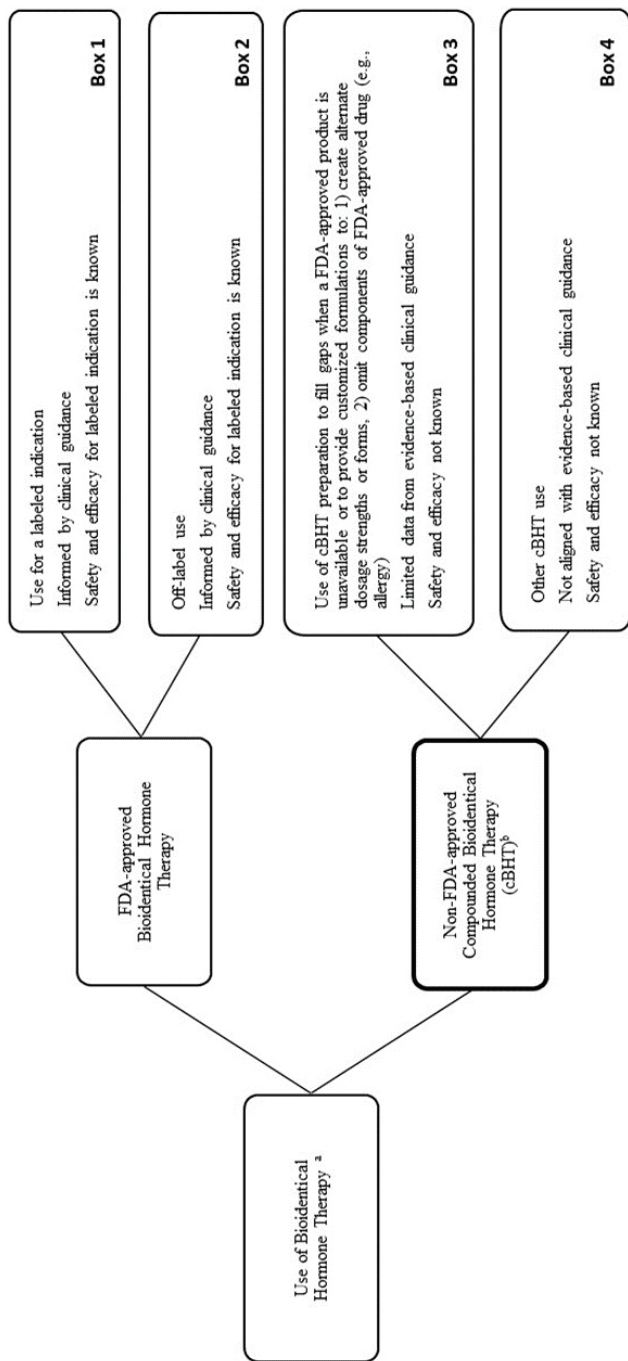 Use of Bioidentical
Hormone Therapy ᵃ
FDA-approved
Bioidentical Hormone
Therapy
Non-FDA-approved
Compounded Bioidentical
Hormone Therapy
(cBHT)ᵇ
Use for a labeled indication
Informed by clinical guidance
Safety and efficacy for labeled indication is known
Box 1
Off-label use
Informed by clinical guidance
Safety and efficacy for labeled indication is known
Box 2
Use of cBHT preparation to fill gaps when a FDA-approved product is
unavailable or to provide customized formulations to: 1) create alternate
dosage strengths or forms, 2) omit components of FDA-approved drug (e.g.,
allergy)
Limited data from evidence-based clinical guidance
Safety and efficacy not known
Box 3
Other cBHT use
Not aligned with evidence-based clinical guidance
Safety and efficacy not known
Box 4